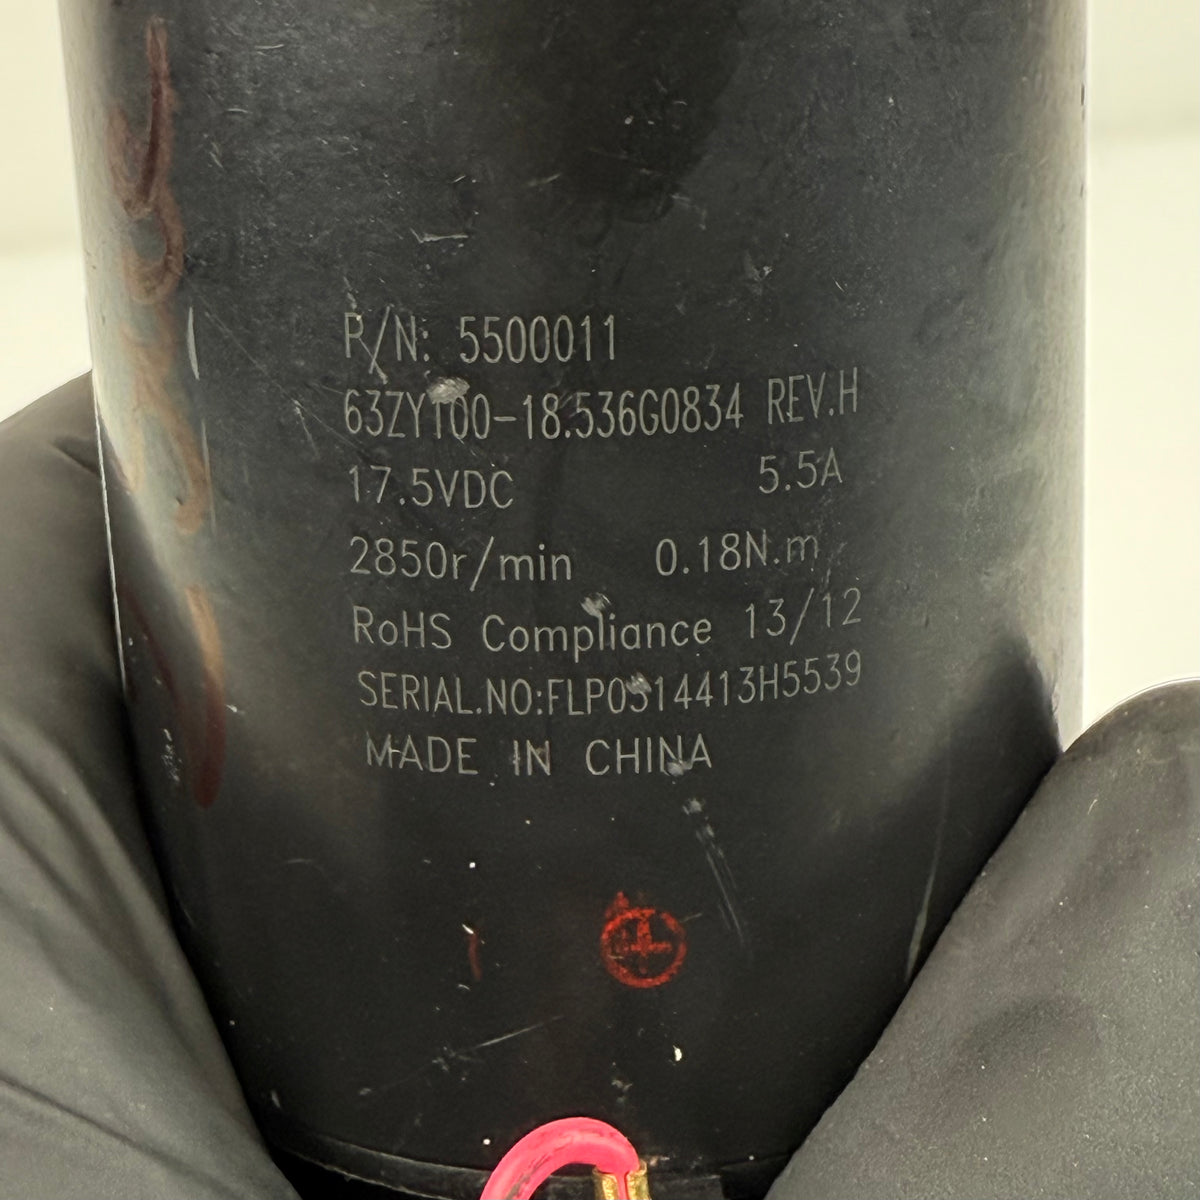 P/N: 5500011
63ZY100-18.536G0834 REV.H
17.5VDC 5.5A
2850r/min 0.18N.m
RoHS Compliance 13/12
SERIAL.NO:FLP0314413H5539
MADE IN CHINA